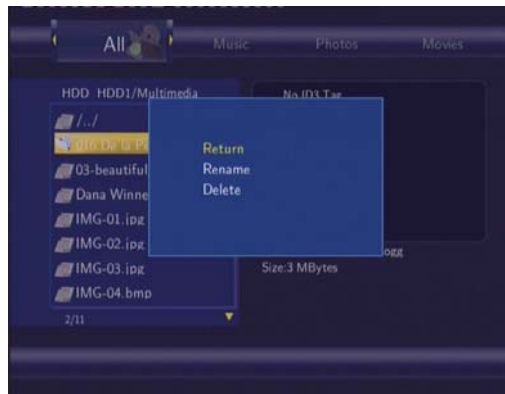 All
Music
Photos
Movies
HDD HDD1/Multimedia
No ID3 Tag
/../
03-beautiful
Dana Winne
IMG-01.jpg
IMG-02.jpg
IMG-03.jpg
IMG-04.bmp
2/11
Return
Rename
Delete
ogg
Size:3 MBytes